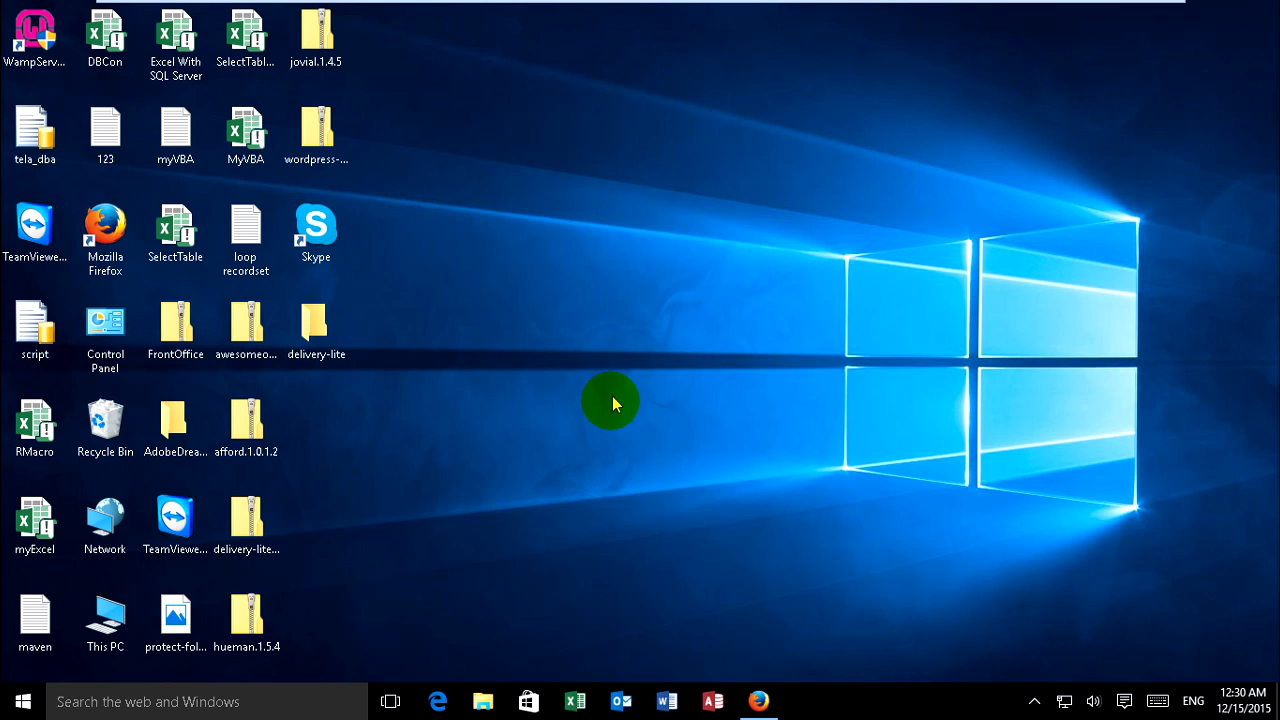 WampServ...
DBCon
Excel With
SQL Server
SelectTabl...
jovial.1.4.5
tela_dba
123
myVBA
MyVBA
wordpress-...
TeamViewe...
Mozilla
Firefox
SelectTable
loop
recordset
Skype
script
Control
Panel
FrontOffice
awesomeo...
delivery-lite
RMacro
Recycle Bin
AdobeDrea...
afford.1.0.1.2
myExcel
Network
TeamViewe...
delivery-lite...
maven
This PC
protect-fol...
hueman.1.5.4
Search the web and Windows
ENG
12:30 AM
12/15/2015